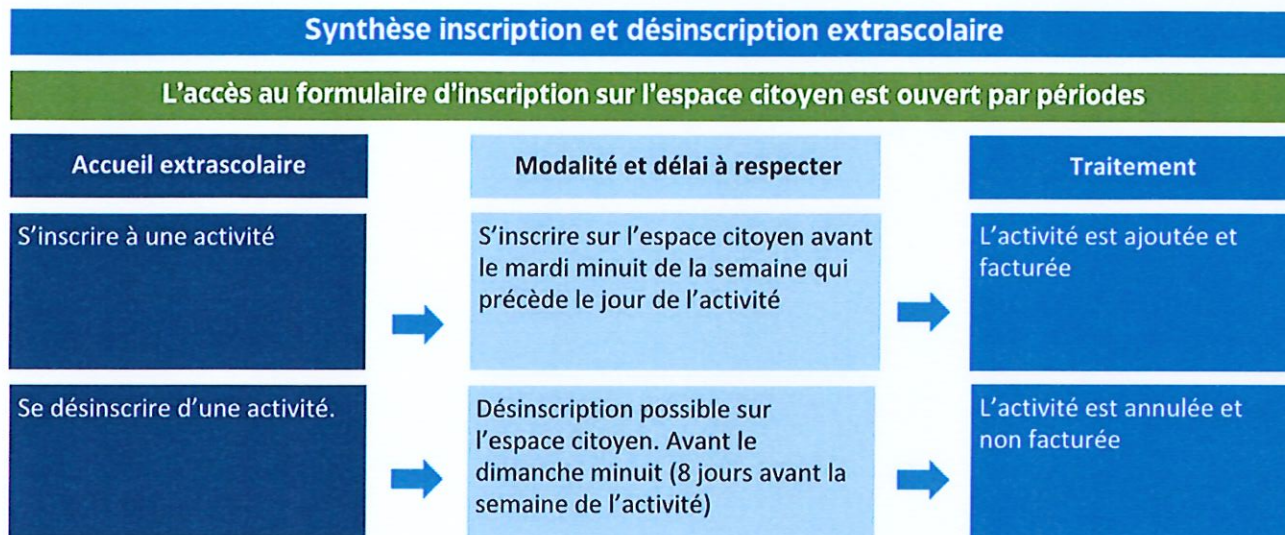 Synthèse inscription et désinscription extrascolaire
L'accès au formulaire d'inscription sur l'espace citoyen est ouvert par périodes
Accueil extrascolaire
Modalité et délai à respecter
Traitement
S'inscrire à une activité
S'inscrire sur l'espace citoyen avant
le mardi minuit de la semaine qui
précède le jour de l'activité
L'activité est ajoutée et
facturée
Se désinscrire d'une activité.
Désinscription possible sur
l'espace citoyen. Avant le
dimanche minuit (8 jours avant la
semaine de l'activité)
L'activité est annulée et
non facturée